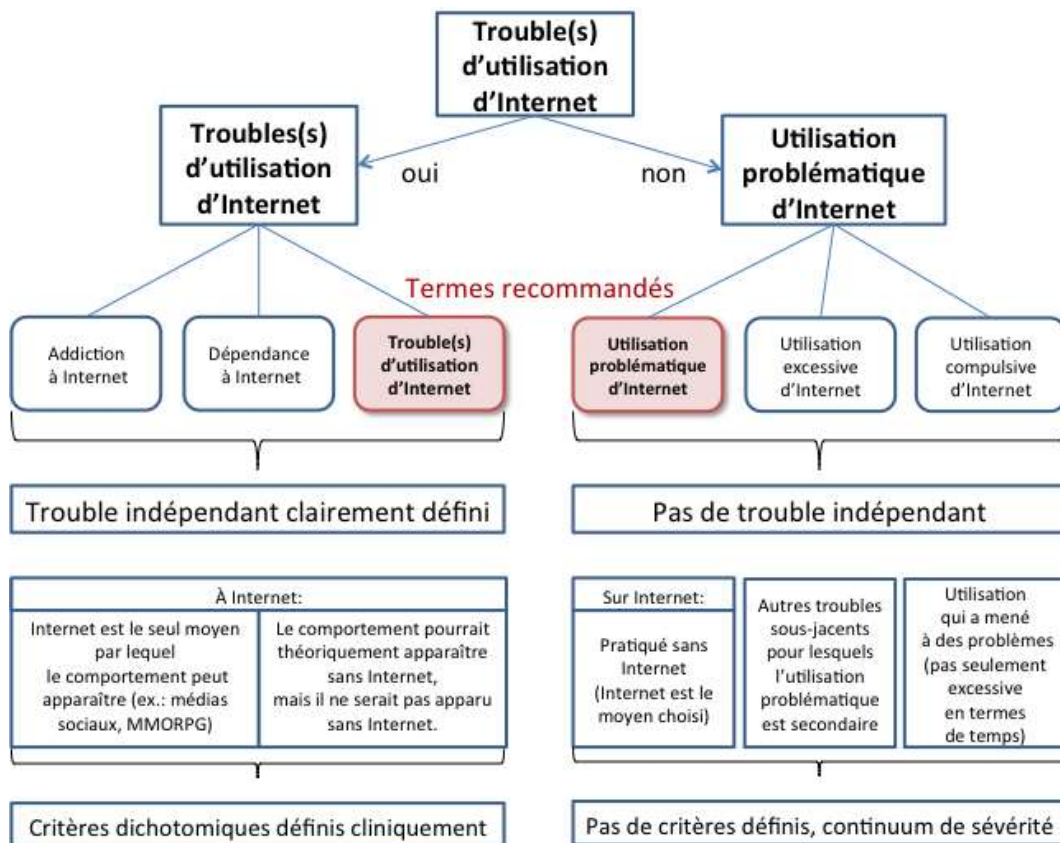 Trouble(s)
d'utilisation
d'Internet
Troubles(s)
d'utilisation
d'Internet
oui
non
Utilisation
problématique
d'Internet
Termes recommandés
Addiction
à Internet
Dépendance
à Internet
Trouble(s)
d'utilisation
d'Internet
Utilisation
problématique
d'Internet
Utilisation
excessive
d'Internet
Utilisation
compulsive
d'Internet
Trouble indépendant clairement défini
Pas de trouble indépendant
À Internet:
Internet est le seul moyen
par lequel
le comportement peut
apparaître (ex.: médias
sociaux, MMORPG)
Le comportement pourrait
théoriquement apparaître
sans Internet,
mais il ne serait pas apparu
sans Internet.
Sur Internet:
Pratiqué sans
Internet
(Internet est le
moyen choisi)
Autres troubles
sous-jacents
pour lesquels
l'utilisation
problématique
est secondaire
Utilisation
qui a mené
à des problèmes
(pas seulement
excessive
en termes
de temps)
Critères dichotomiques définis cliniquement
Pas de critères définis, continuum de sévérité